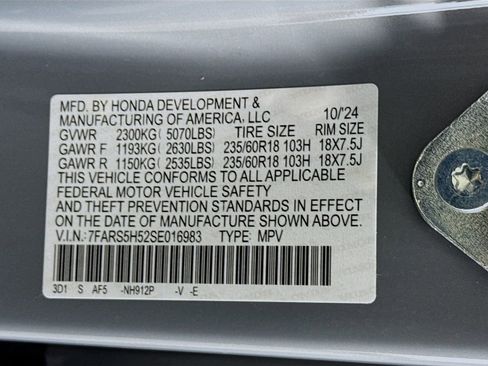 MFD. BY HONDA DEVELOPMENT &
MANUFACTURING OF AMERICA, LLC 10/'24
GVWR 2300KG (5070LBS) TIRE SIZE RIM SIZE
GAWR F 1193KG (2630LBS) 235/60R18 103H 18X7.5J
GAWR R 1150KG (2535LBS) 235/60R18 103H 18X7.5J
THIS VEHICLE CONFORMS TO ALL APPLICABLE
FEDERAL MOTOR VEHICLE SAFETY
AND THEFT PREVENTION STANDARDS IN EFFECT
ON THE DATE OF MANUFACTURE SHOWN ABOVE.
V.I.N.: 7FARS5H52SE016983 TYPE: MPV
3D1 S AF5 -NH912P -V -E